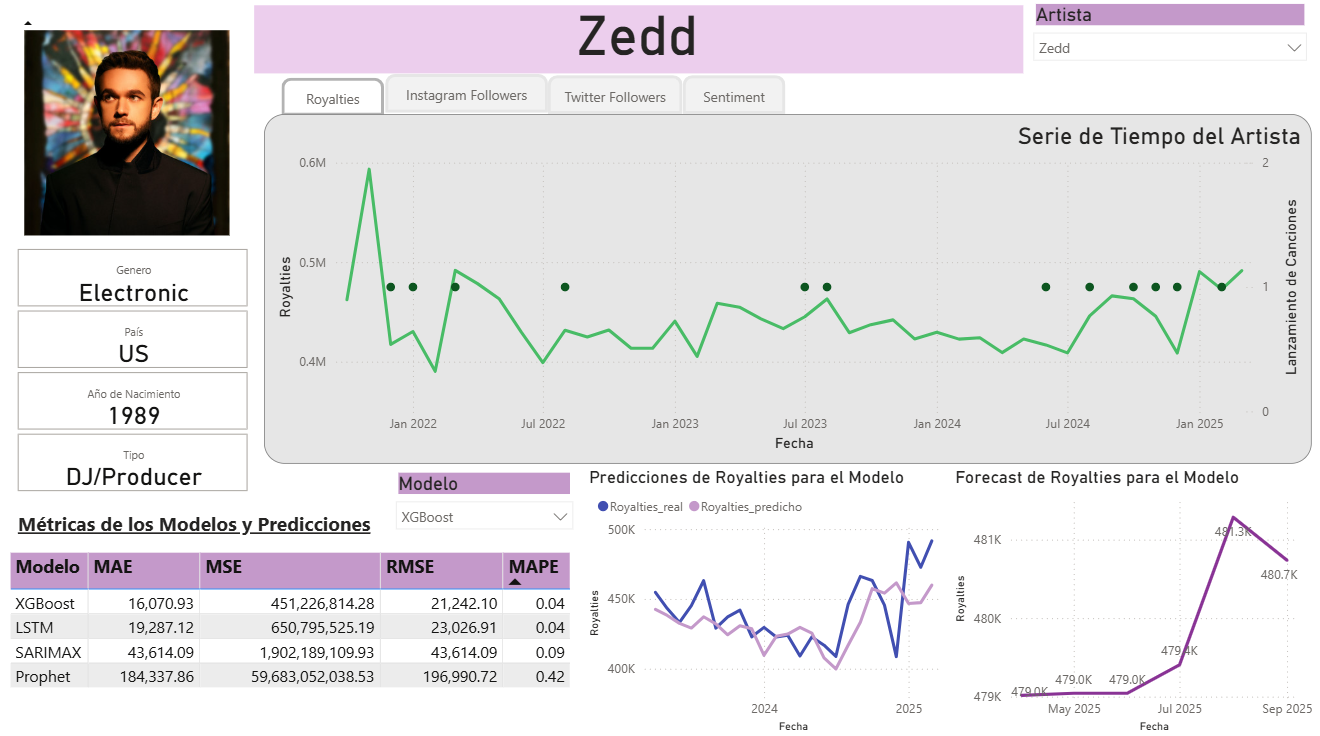 Zedd
Artista
Zedd
Royalties
Instagram Followers
Twitter Followers
Sentiment
Serie de Tiempo del Artista
0.6M
0.5M
0.4M
2
1
0
Royalties
Lanzamiento de Canciones
Jan 2022
Jul 2022
Jan 2023
Jul 2023
Jan 2024
Jul 2024
Jan 2025
Fecha
Genero
Electronic
País
US
Año de Nacimiento
1989
Tipo
DJ/Producer
Métricas de los Modelos y Predicciones
Modelo
XGBoost
Modelo MAE MSE RMSE MAPE
XGBoost 16,070.93 451,226,814.28 21,242.10 0.04
LSTM 19,287.12 650,795,525.19 23,026.91 0.04
SARIMAX 43,614.09 1,902,189,109.93 43,614.09 0.09
Prophet 184,337.86 59,683,052,038.53 196,990.72 0.42
Predicciones de Royalties para el Modelo
Royalties_real Royalties_predicho
500K
450K
400K
Royalties
2024
2025
Fecha
Forecast de Royalties para el Modelo
481K
480K
479K
Royalties
479.0K
479.0K
479.0K
479.4K
481.3K
480.7K
May 2025
Jul 2025
Sep 2025
Fecha